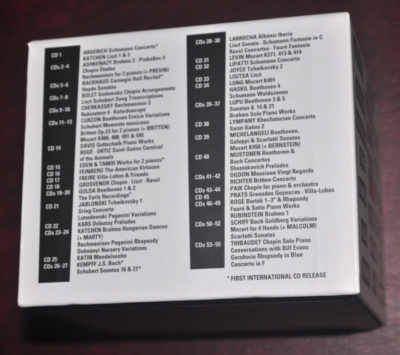 CD 1 ARGERICH Schumann Concerto*
CDs 2–4 KATCHEN Liszt 1 & 2
ASHKENAZY Brahms 2 · Prokofiev 3
Chopin Etudes
Rachmaninov for 2 pianos (+ PREVIN)
CDs 5–6 BACKHAUS Carnegie Hall Recital*
Haydn Sonatas
CDs 7–8 BOLET Godowsky Chopin Arrangements
Liszt Schubert Song Transcriptions
CDs 9–10 CHERKASSKY Rachmaninov 3
Rubinstein 4 · Kaleidoscope
CDs 11–13 CURZON Beethoven Eroica Variations
Schubert Moments musicaux
Britten Op.23 for 2 pianos (+ BRITTEN)
Mozart K466, 488, 491 & 595
CD 14 DAVIS Gottschalk Piano Works
ROGÉ · ORTIZ Saint-Saëns Carnival
of the Animals
CD 15 EDEN & TAMIR Works for 2 pianos*
CD 16 FEINBERG The American Virtuoso
CD 17 FREIRE Villa-Lobos & Friends
CD 18 GROSVENOR Chopin · Liszt · Ravel
CDs 19–20 GULDA Beethoven 1 & 2
The Early Recordings*
CD 21 JABLONSKI Tchaikovsky 1
Grieg Concerto
Lutosławski Paganini Variations
CD 22 KARS Debussy Preludes
CDs 23–24 KATCHEN Brahms Hungarian Dances
(+ MARTY)
Rachmaninov Paganini Rhapsody
Dohnányi Nursery Variations
CD 25 KATIN Mendelssohn
CDs 26–27 KEMPFF J.S. Bach*
Schubert Sonatas 16 & 21*
CDs 28–30 LARROCHA Albéniz Iberia
Liszt Sonata · Schumann Fantasie in C
Ravel Concertos · Fauré Fantaisie
LEVIN Mozart K271, 413 & 414
CD 31 LIPATTI Schumann Concerto
CD 32 JOYCE Tchaikovsky 2
LISITSA Liszt
CD 33 LONG Mozart K691
CD 34 HASKIL Beethoven 4
Schumann Waldszenen
CDs 35–37 LUPU Beethoven 3 & 5
Sonatas 8, 14 & 21
Brahms Solo Piano Works
CD 38 LYMPANY Khachaturian Concerto
Saint-Saëns 2
CD 39 MICHELANGELI Beethoven,
Galuppi & Scarlatti Sonatas
Mozart K450 (+ BERNSTEIN)
CD 40 MUSTONEN Beethoven &
Bach Concertos
Shostakovich Preludes
OGDON Messiaen Vingt Regards
CDs 41–42 RICHTER Britten Concerto
CDs 43–44 PAIK Chopin for piano & orchestra
CD 45 PRATS Granados Goyescas · Villa-Lobos
CDs 46–49 ROGÉ Bartók 1–3* & Rhapsody
Fauré & Satie Piano Works
RUBINSTEIN Brahms 1
CDs 50–52 SCHIFF Bach Goldberg Variations
Mozart for 4 Hands (+ MALCOLM)
Scarlatti Sonatas
CDs 53–55 THIBAUDET Chopin Solo Piano
Conversations with Bill Evans
Gershwin Rhapsody in Blue
Concerto in F
* FIRST INTERNATIONAL CD RELEASE